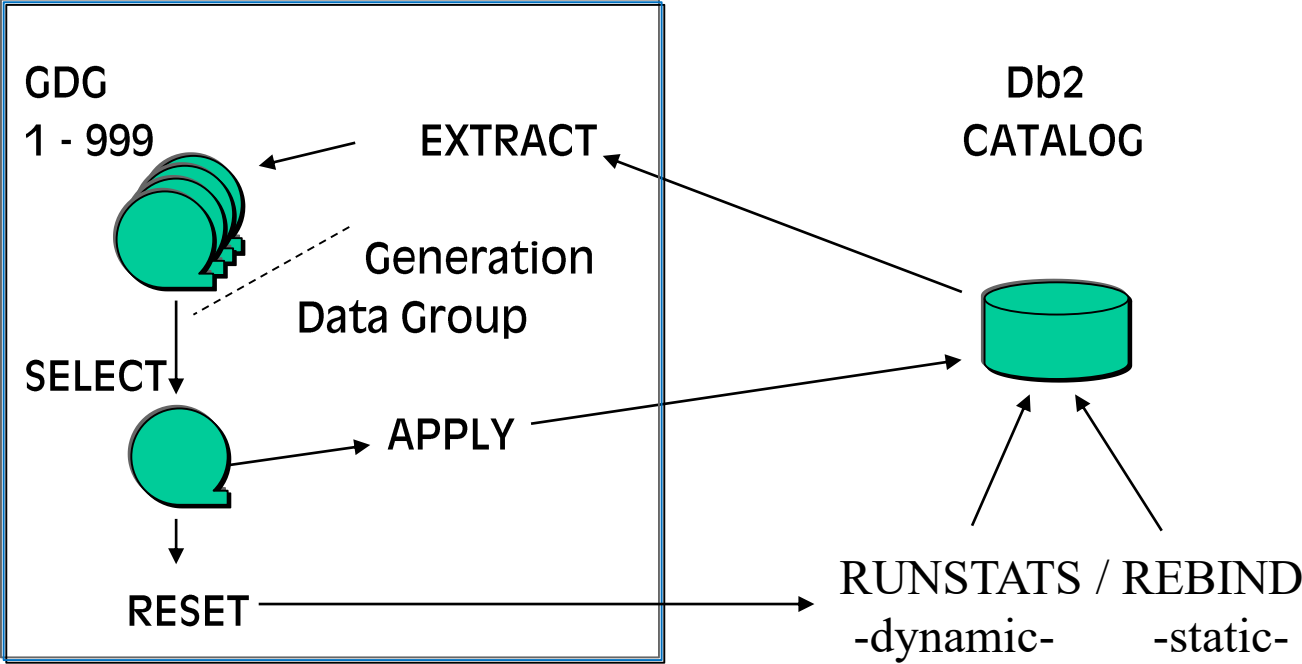 GDG
1 - 999
EXTRACT
Generation
Data Group
SELECT
APPLY
RESET
Db2
CATALOG
RUNSTATS / REBIND
-dynamic- -static-